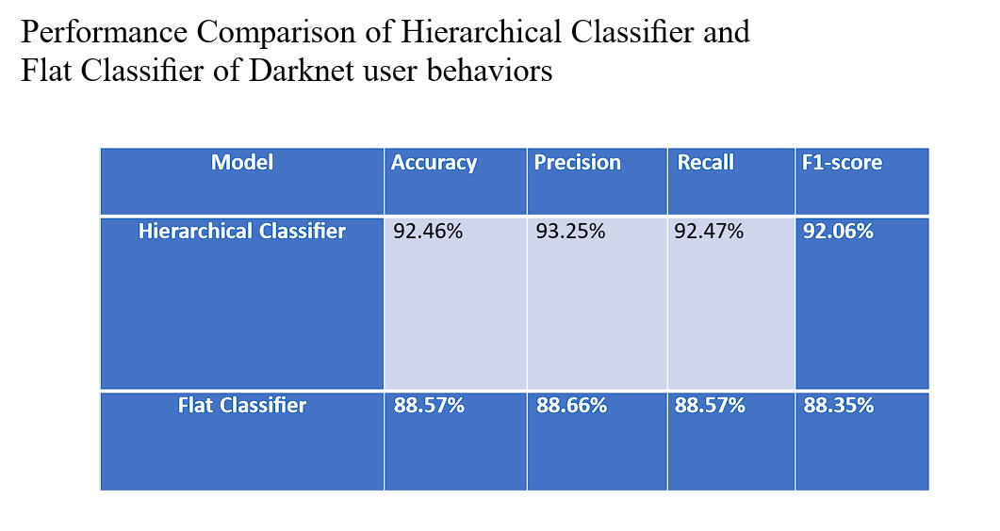 Performance Comparison of Hierarchical Classifier and
Flat Classifier of Darknet user behaviors
Model Accuracy Precision Recall F1-score
Hierarchical Classifier 92.46% 93.25% 92.47% 92.06%
Flat Classifier 88.57% 88.66% 88.57% 88.35%